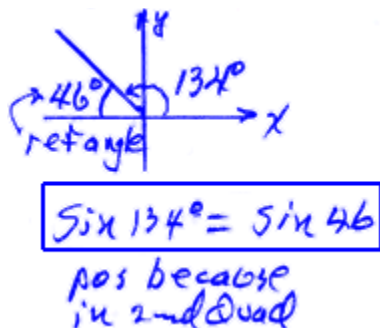 y
46° 134°
x
ref angle
Sin 134° = sin 46
pos because
in 2nd Quad